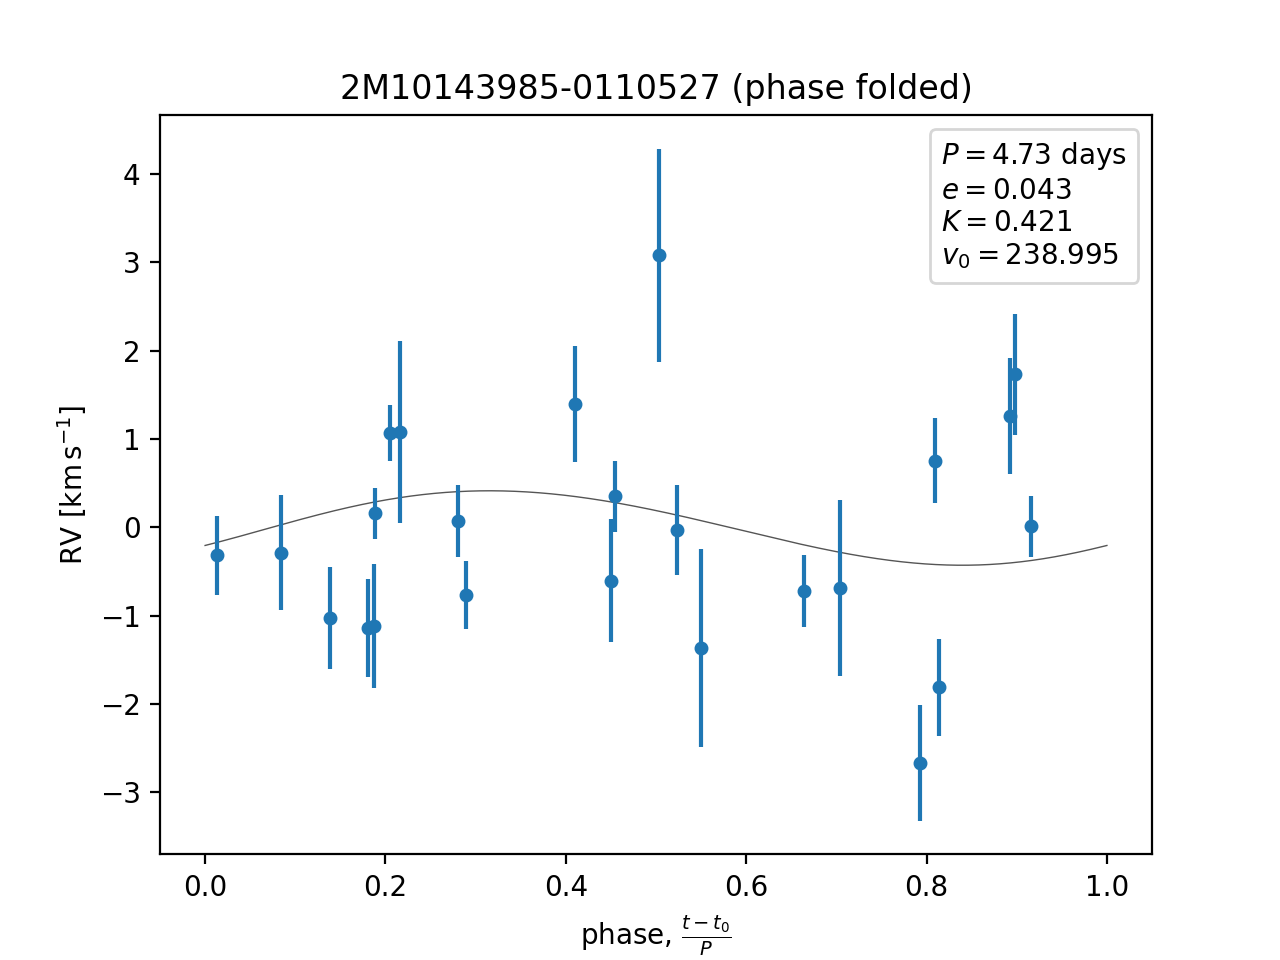 2M10143985-0110527 (phase folded)
P = 4.73 days
e = 0.043
K = 0.421
v₀ = 238.995
RV [km s⁻¹]
4
3
2
1
0
−1
−2
−3
0.0 0.2 0.4 0.6 0.8 1.0
phase, (t − t₀)/P